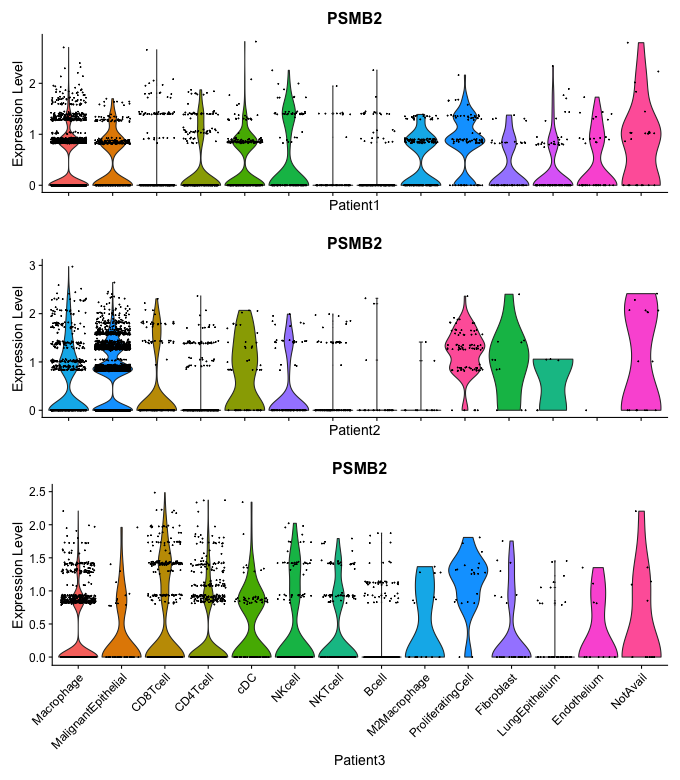 PSMB2
Expression Level
2
1
0
Patient1
PSMB2
Expression Level
3
2
1
0
Patient2
PSMB2
Expression Level
2.5
2.0
1.5
1.0
0.5
0.0
Macrophage
MalignantEpithelial
CD8Tcell
CD4Tcell
cDC
NKcell
NKTcell
Bcell
M2Macrophage
ProliferatingCell
Fibroblast
LungEpithelium
Endothelium
NotAvail
Patient3